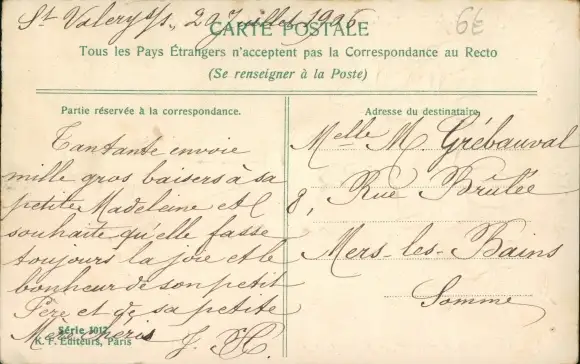 St Valery s/s, 29 Juillet 1906
6€
CARTE POSTALE
Tous les Pays Étrangers n'acceptent pas la Correspondance au Recto
(Se renseigner à la Poste)
Partie réservée à la correspondance.
Tantante envoie
mille gros baisers à sa
petite Madeleine et
souhaite qu'elle fasse
toujours la joie et le
bonheur de son petit
Père et de sa petite
Mère
J. H.
Série 1012
K. F. Editeurs, Paris
Adresse du destinataire.
Melle M. Grébauval
8, Rue Brûlée
Mers-les-Bains
Somme